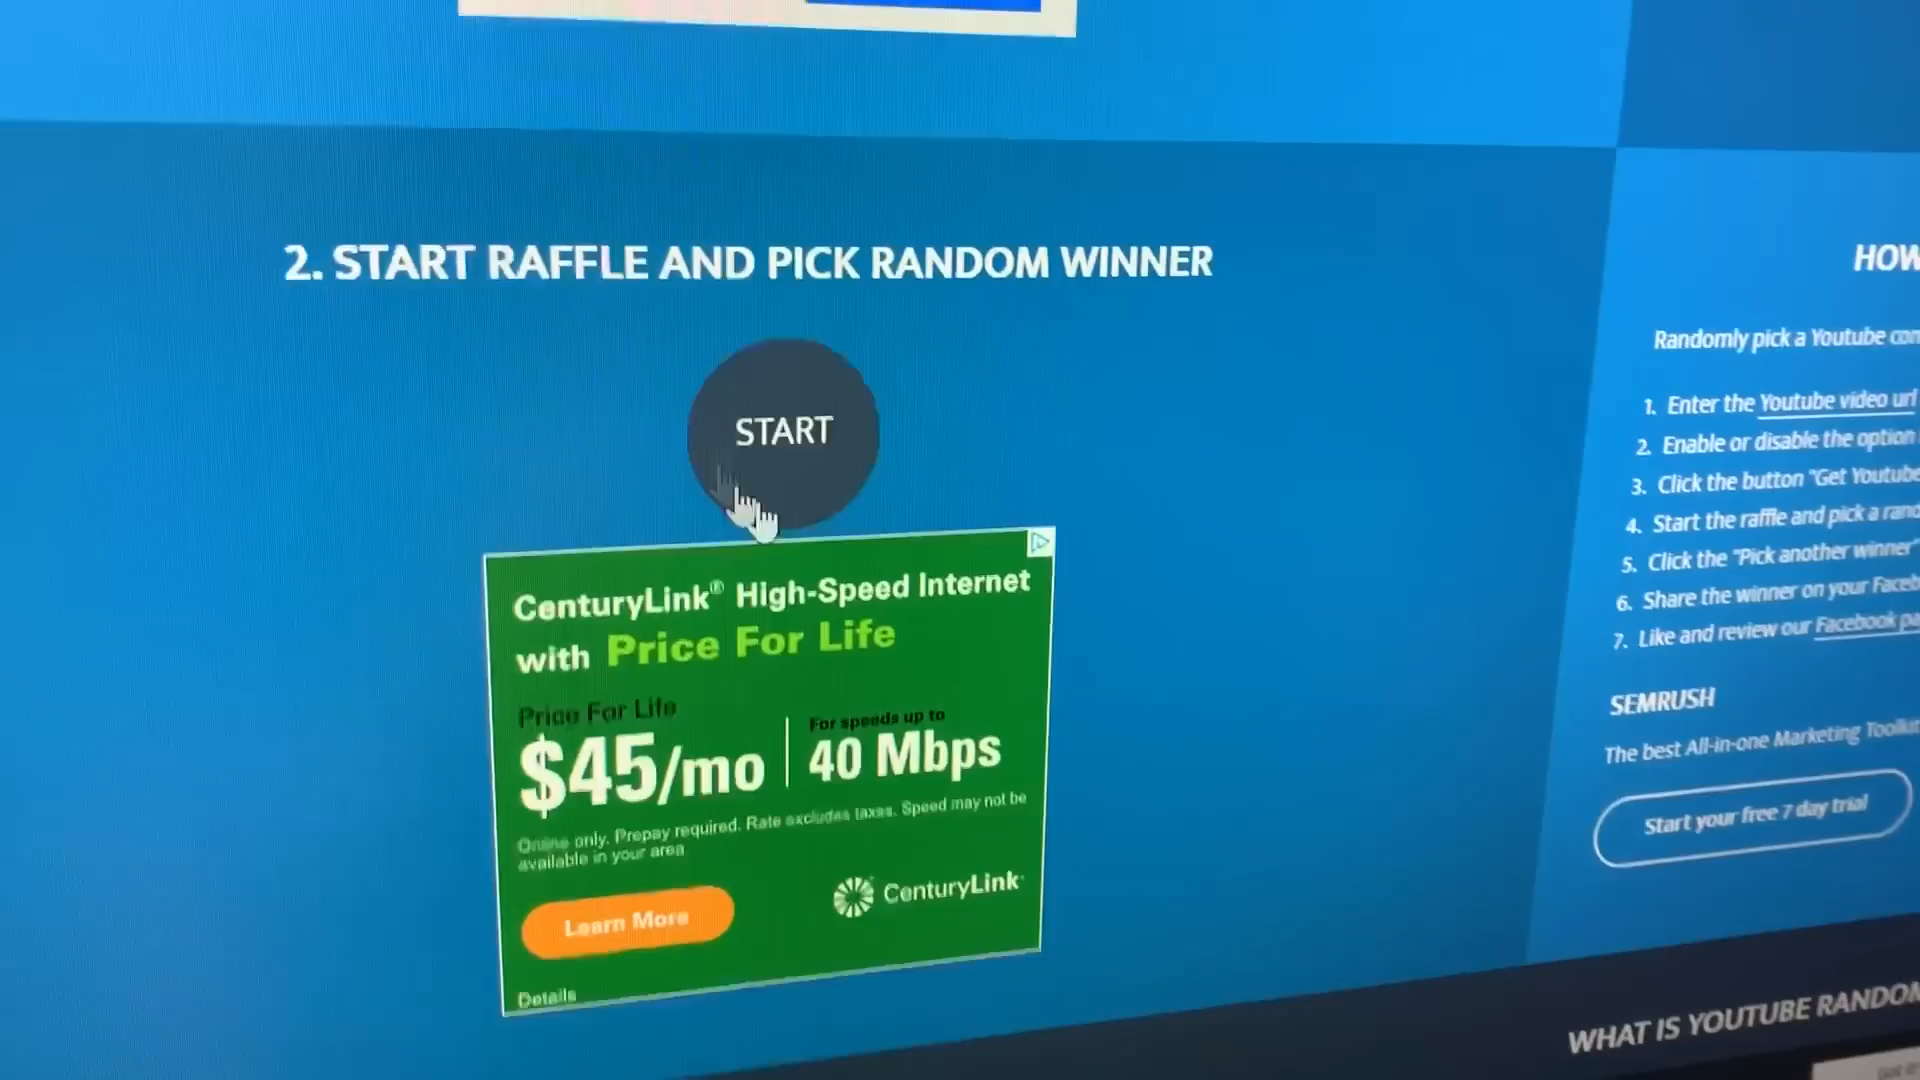 2. START RAFFLE AND PICK RANDOM WINNER
START
CenturyLink® High-Speed Internet
with Price For Life
Price For Life
$45/mo
For speeds up to
40 Mbps
Online only. Prepay required. Rate excludes taxes. Speed may not be
available in your area
Learn More
CenturyLink
Details
HOW
Randomly pick a Youtube
1. Enter the Youtube video url
2. Enable or disable the option
3. Click the button "Get Youtube
4. Start the raffle and pick a
5. Click the "Pick another winner"
6. Share the winner on your
7. Like and review our Facebook
SEMRUSH
The best All-in-one Marketing
Start your free 7 day trial
WHAT IS YOUTUBE